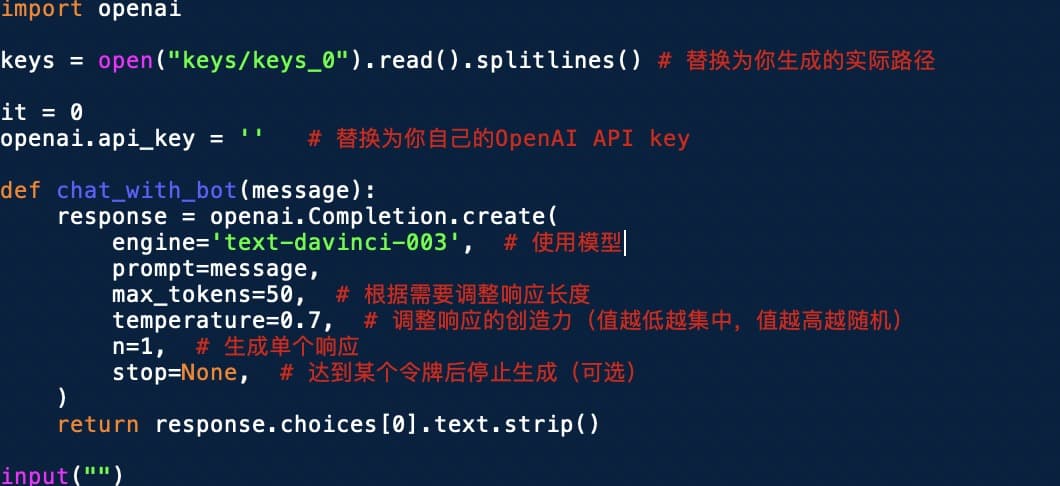 import openai
keys = open("keys/keys_0").read().splitlines() # 替换为你生成的实际路径
it = 0
openai.api_key = '' # 替换为你自己的OpenAI API key
def chat_with_bot(message):
response = openai.Completion.create(
engine='text-davinci-003', # 使用模型
prompt=message,
max_tokens=50, # 根据需要调整响应长度
temperature=0.7, # 调整响应的创造力（值越低越集中，值越高越随机）
n=1, # 生成单个响应
stop=None, # 达到某个令牌后停止生成（可选）
)
return response.choices[0].text.strip()
input("")